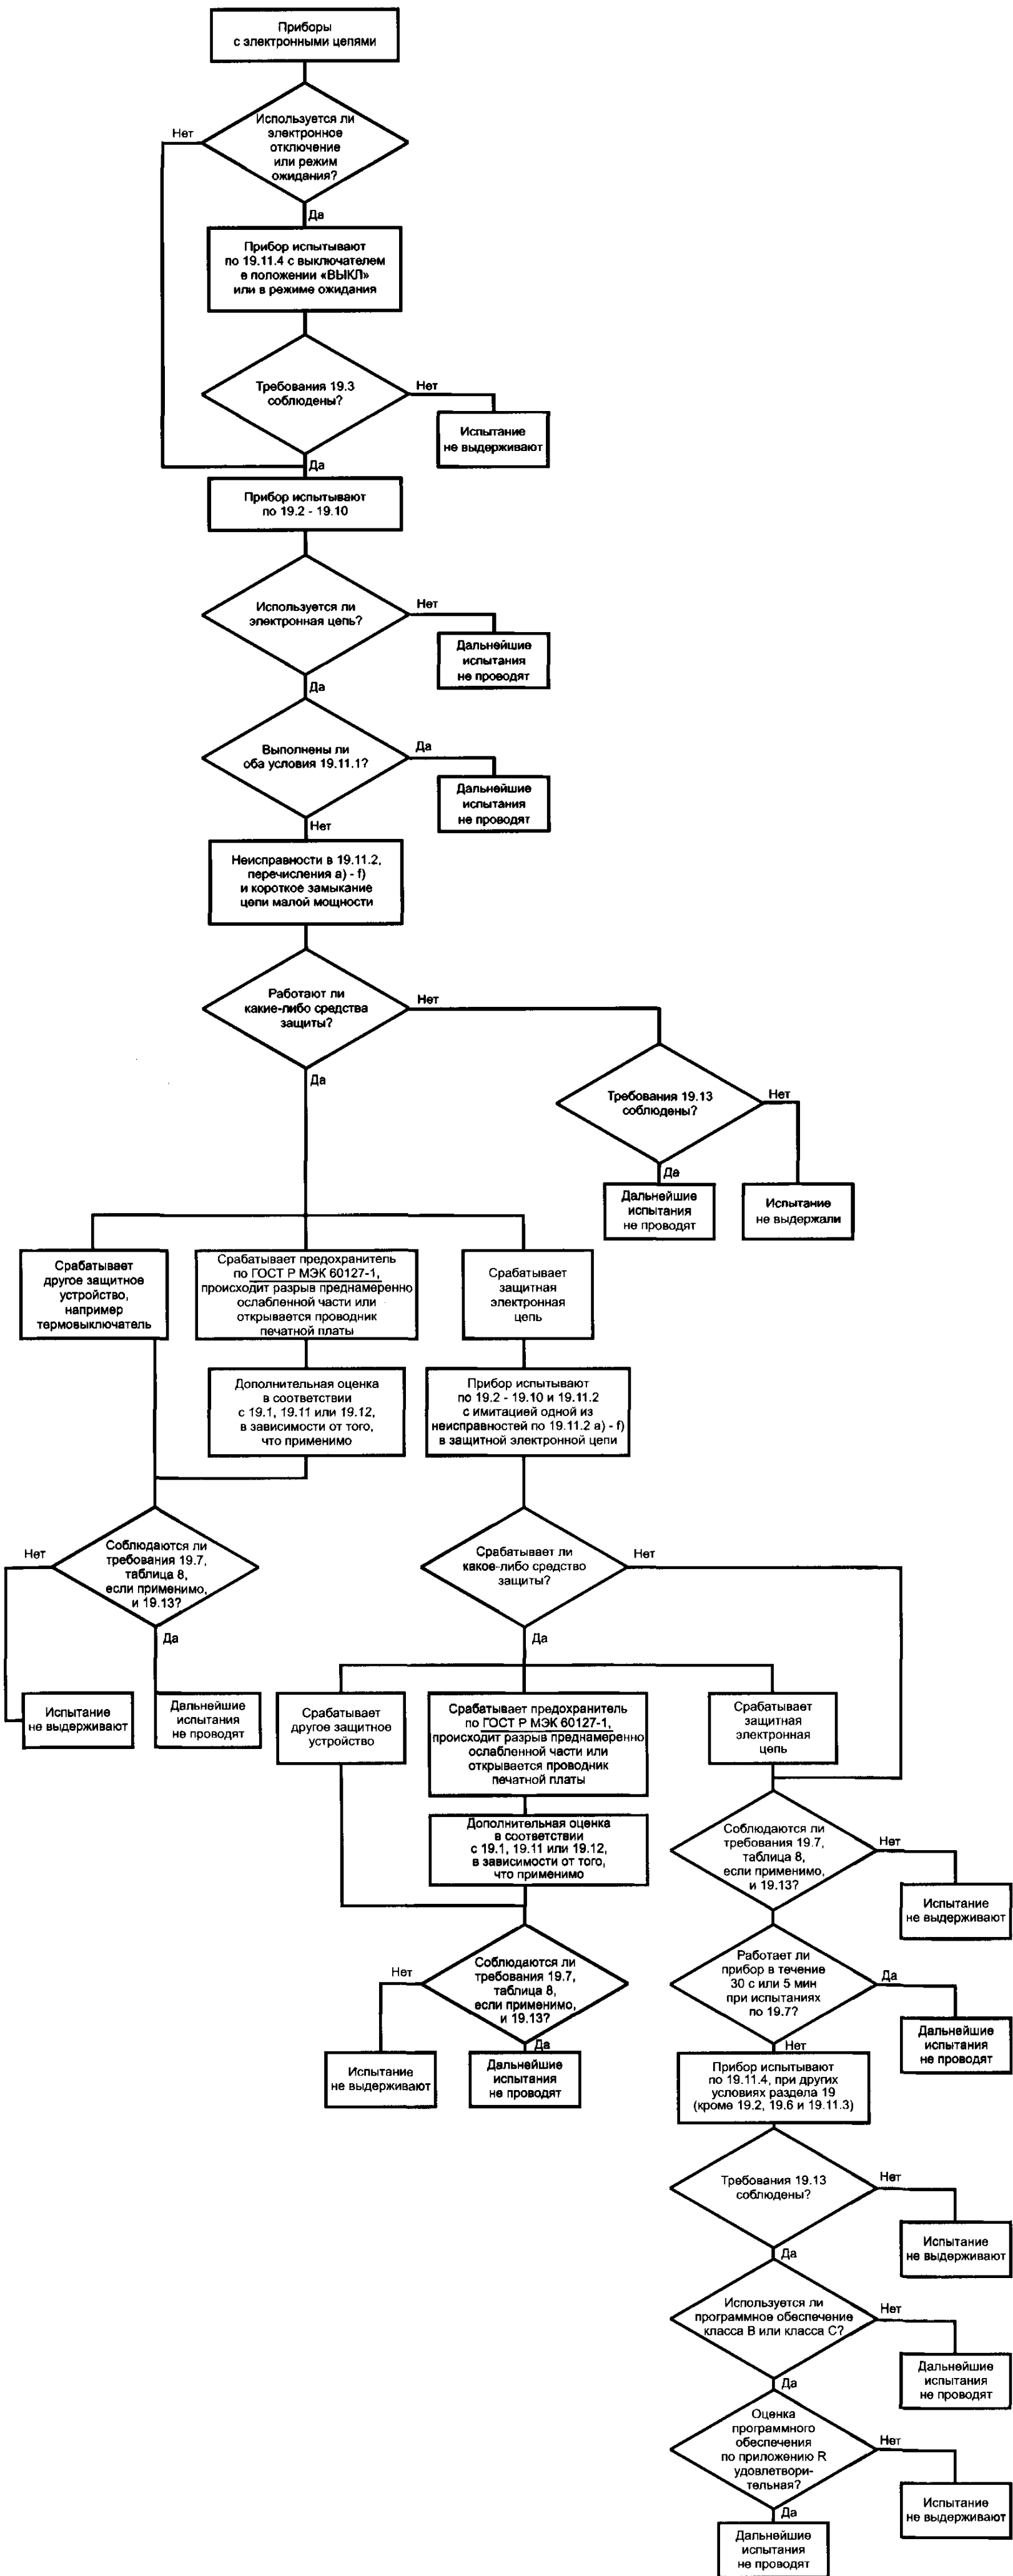 Приборы
с электронными цепями
Нет
Используется ли
электронное
отключение
или режим
ожидания?
Да
Прибор испытывают
по 19.11.4 с выключателем
в положении «ВЫКЛ»
или в режиме ожидания
Требования 19.3
соблюдены?
Нет
Испытание
не выдерживают
Да
Прибор испытывают
по 19.2 - 19.10
Используется ли
электронная цепь?
Нет
Дальнейшие
испытания
не проводят
Да
Выполнены ли
оба условия 19.11.1?
Да
Дальнейшие
испытания
не проводят
Нет
Неисправности в 19.11.2,
перечисления a) - f)
и короткое замыкание
цепи малой мощности
Работают ли
какие-либо средства
защиты?
Нет
Да
Требования 19.13
соблюдены?
Нет
Да
Дальнейшие
испытания
не проводят
Испытание
не выдержали
Срабатывает
другое защитное
устройство,
например
термовыключатель
Срабатывает предохранитель
по ГОСТ Р МЭК 60127-1,
происходит разрыв преднамеренно
ослабленной части или
открывается проводник
печатной платы
Срабатывает
защитная
электронная
цепь
Дополнительная оценка
в соответствии
с 19.1, 19.11 или 19.12,
в зависимости от того,
что применимо
Прибор испытывают
по 19.2 - 19.10 и 19.11.2
с имитацией одной из
неисправностей по 19.11.2 a) - f)
в защитной электронной цепи
Нет
Соблюдаются ли
требования 19.7,
таблица 8,
если применимо,
и 19.13?
Да
Испытание
не выдерживают
Дальнейшие
испытания
не проводят
Срабатывает ли
какое-либо средство
защиты?
Нет
Да
Срабатывает
другое защитное
устройство
Срабатывает предохранитель
по ГОСТ Р МЭК 60127-1,
происходит разрыв преднамеренно
ослабленной части или
открывается проводник
печатной платы
Срабатывает
защитная
электронная
цепь
Дополнительная оценка
в соответствии
с 19.1, 19.11 или 19.12,
в зависимости от того,
что применимо
Нет
Соблюдаются ли
требования 19.7,
таблица 8,
если применимо,
и 19.13?
Да
Испытание
не выдерживают
Дальнейшие
испытания
не проводят
Соблюдаются ли
требования 19.7,
таблица 8,
если применимо,
и 19.13?
Нет
Испытание
не выдерживают
Работает ли
прибор в течение
30 с или 5 мин
при испытаниях
по 19.7?
Да
Дальнейшие
испытания
не проводят
Нет
Прибор испытывают
по 19.11.4, при других
условиях раздела 19
(кроме 19.2, 19.6 и 19.11.3)
Требования 19.13
соблюдены?
Нет
Испытание
не выдерживают
Да
Используется ли
программное обеспечение
класса В или класса С?
Нет
Дальнейшие
испытания
не проводят
Да
Оценка
программного
обеспечения
по приложению R
удовлетвори-
тельная?
Нет
Испытание
не выдерживают
Да
Дальнейшие
испытания
не проводят